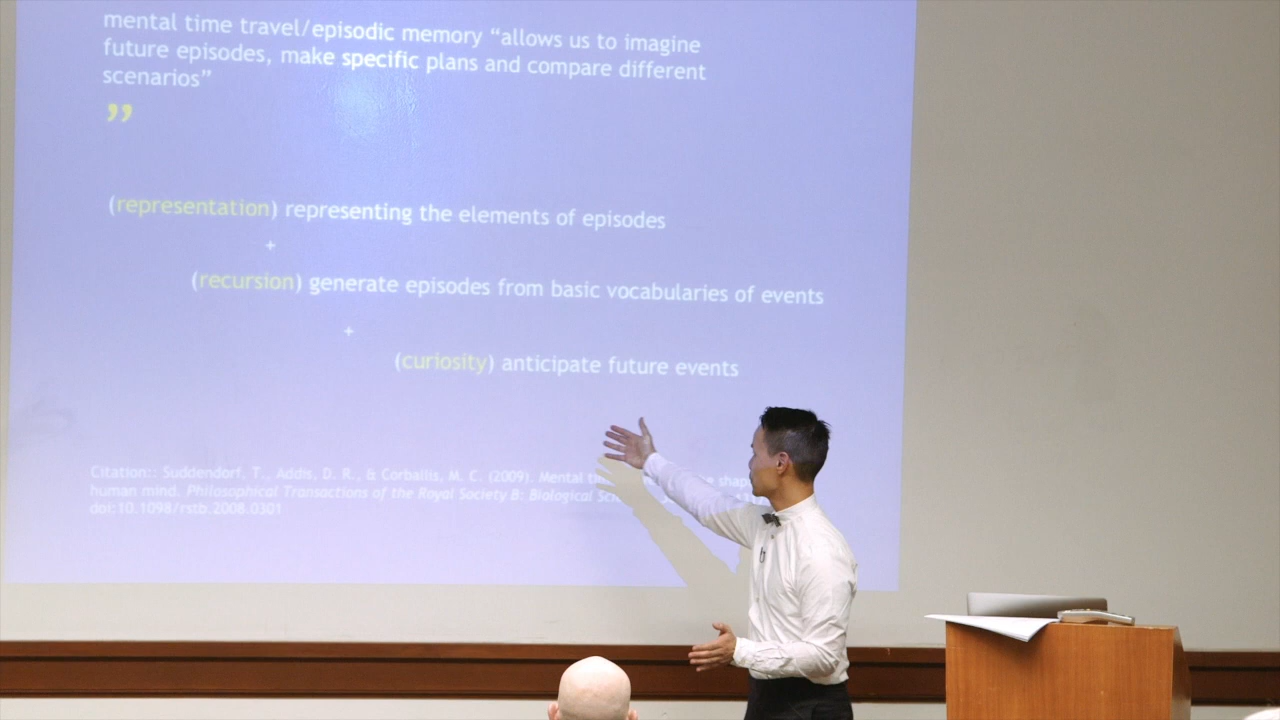 mental time travel/episodic memory “allows us to imagine
future episodes, make specific plans and compare different
scenarios”
”
(representation) representing the elements of episodes
+
(recursion) generate episodes from basic vocabularies of events
+
(curiosity) anticipate future events
Citation:: Suddendorf, T., Addis, D. R., & Corballis, M. C. (2009). Mental
human mind. Philosophical Transactions of the Royal Society B: Biological
doi:10.1098/rstb.2008.0301